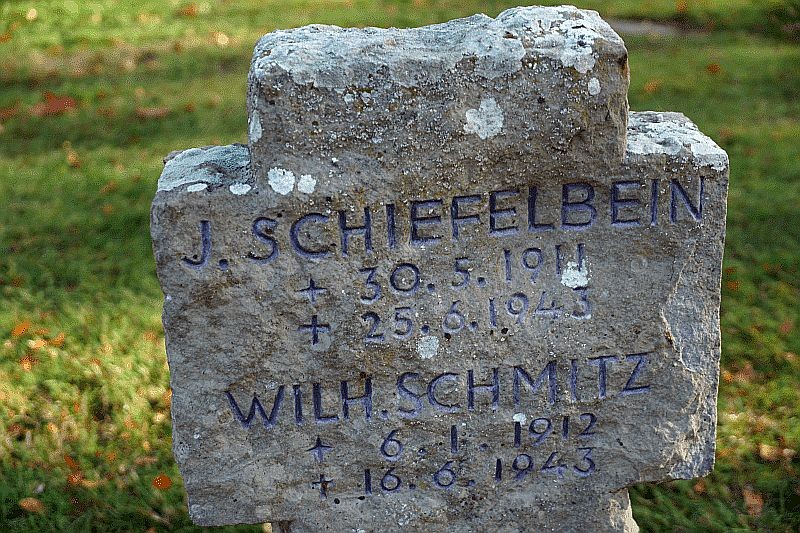 J. SCHIEFELBEIN
+ 30.5.1911
+ 25.6.1943
WILH. SCHMITZ
+ 6.1.1912
+ 16.6.1943